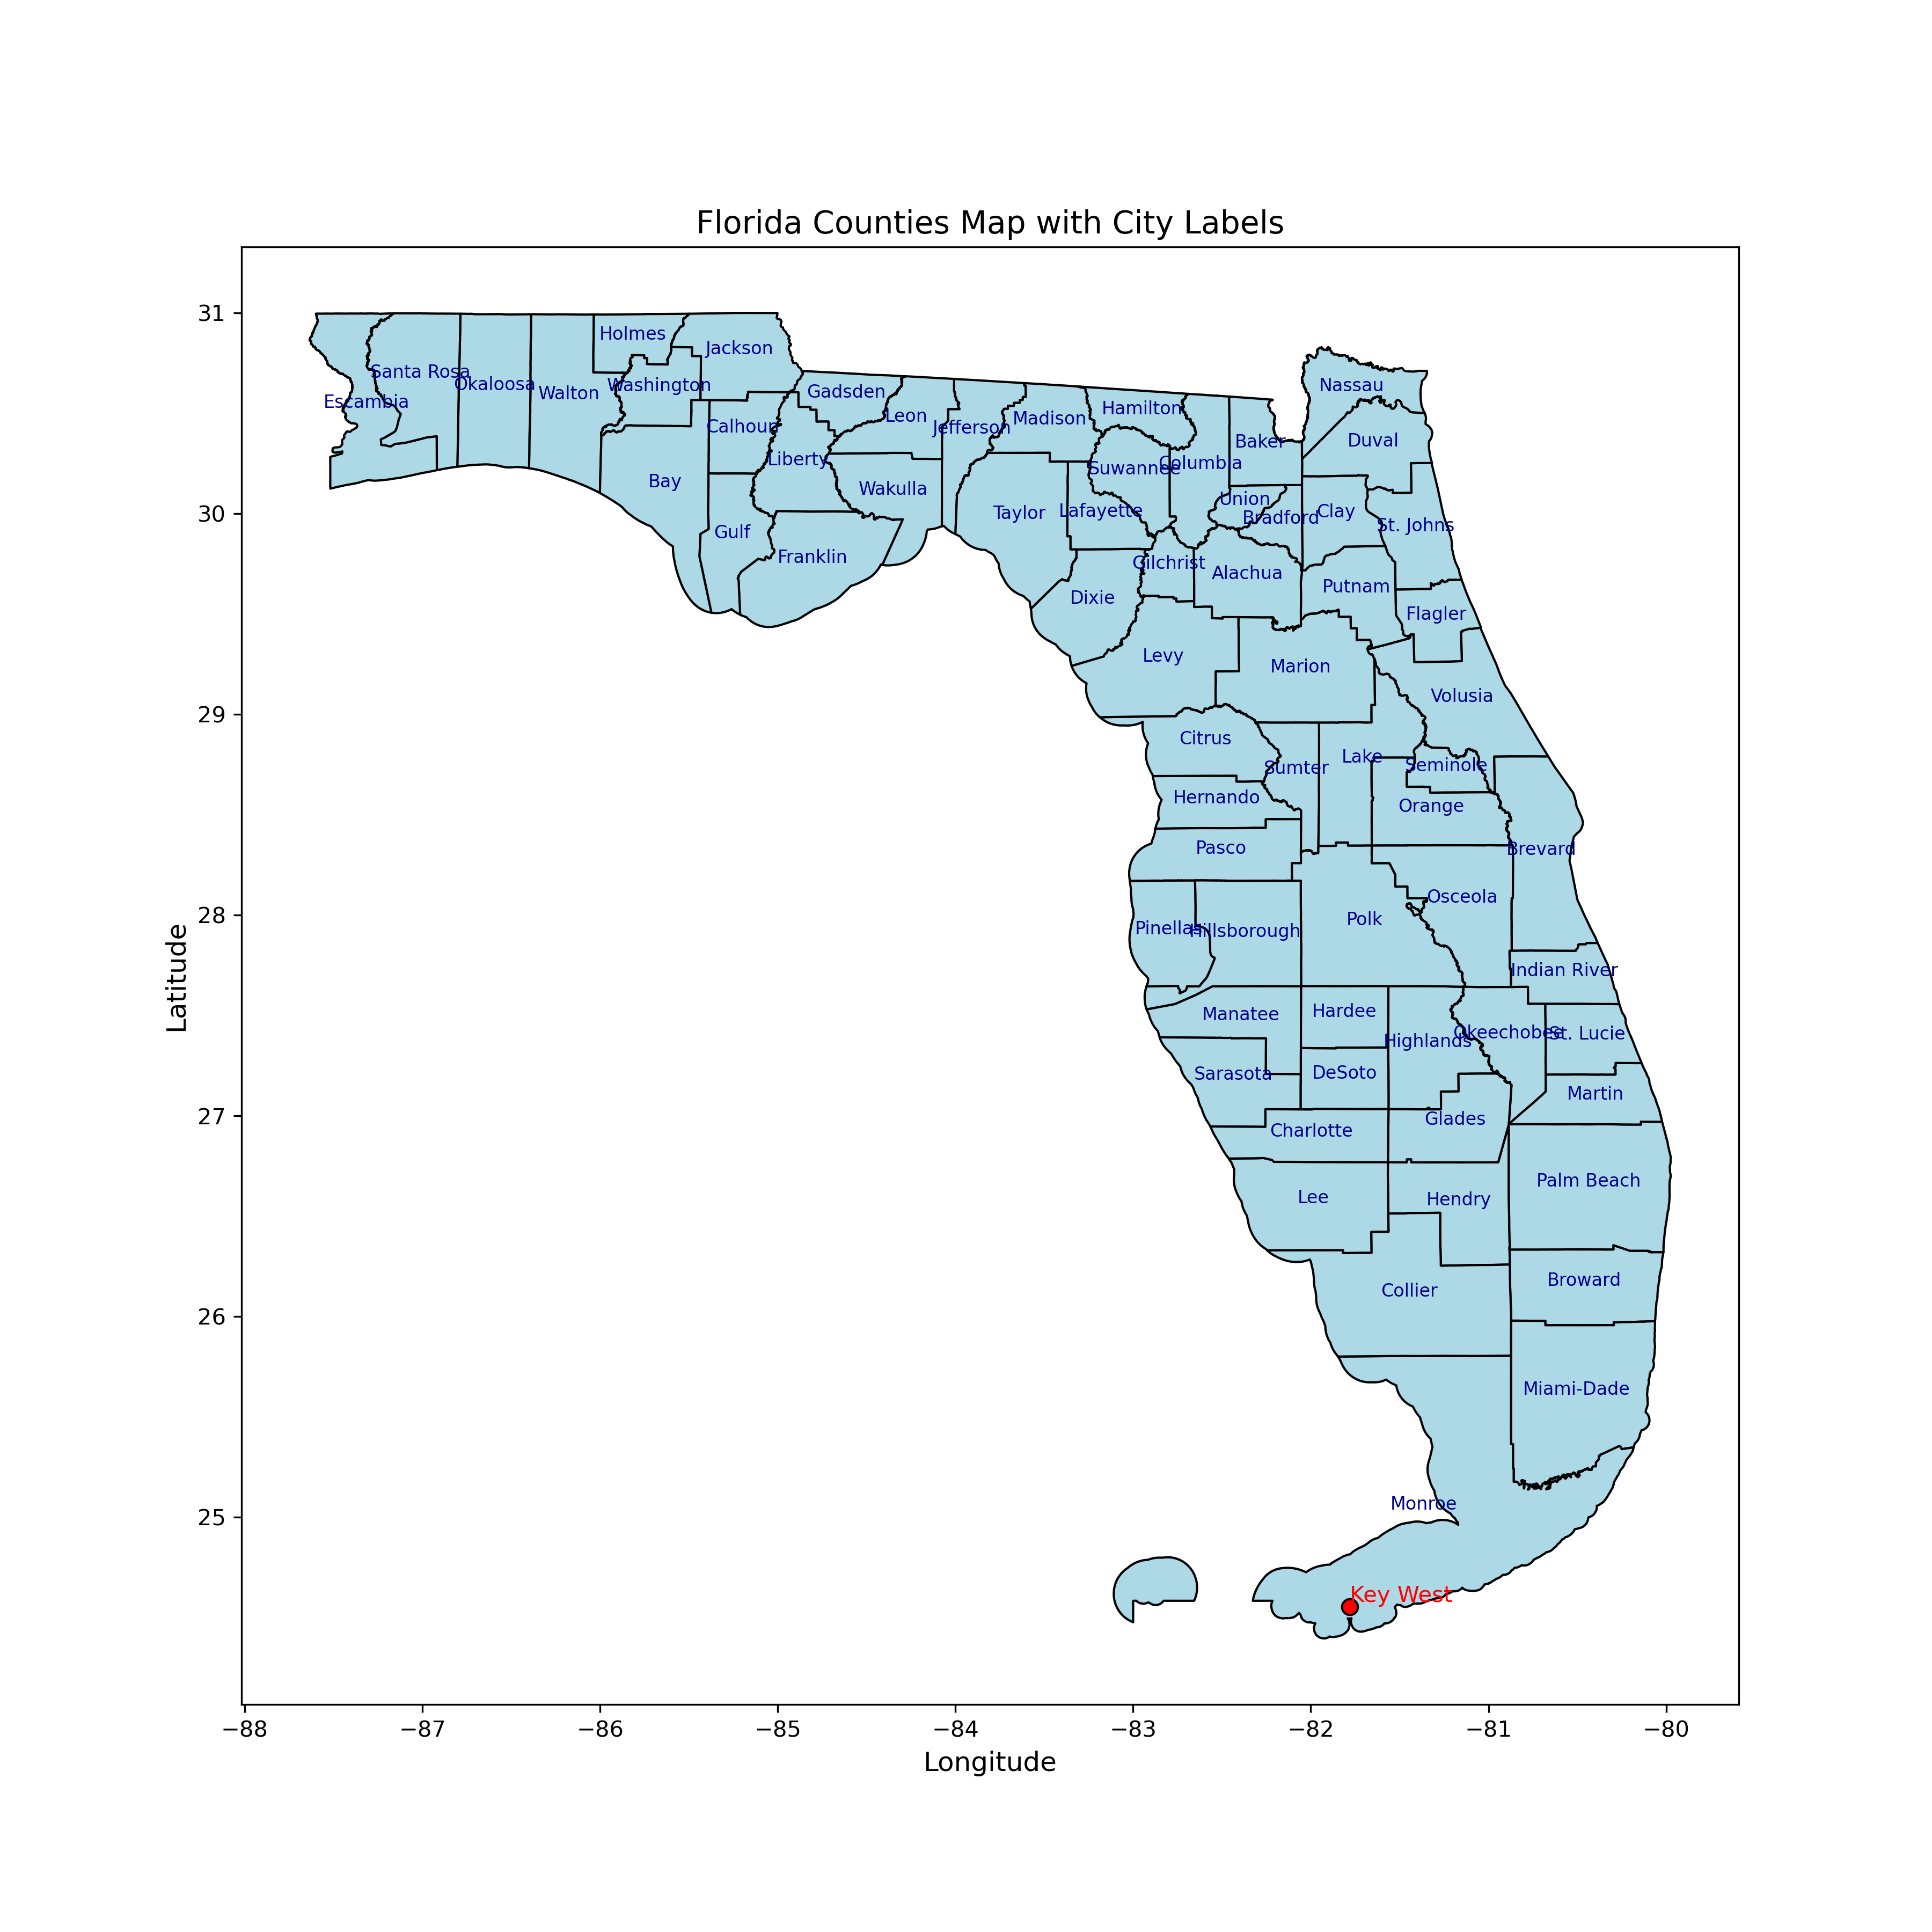 Florida Counties Map with City Labels
31
30
29
28
27
26
25
Latitude
−88
−87
−86
−85
−84
−83
−82
−81
−80
Longitude
Holmes
Jackson
Santa Rosa
Okaloosa
Walton
Washington
Escambia
Gadsden
Leon
Calhoun
Jefferson
Madison
Hamilton
Nassau
Baker
Duval
Liberty
Suwannee
Columbia
Bay
Wakulla
Union
Taylor
Lafayette
Bradford
Clay
St. Johns
Gulf
Franklin
Gilchrist
Alachua
Dixie
Putnam
Flagler
Levy
Marion
Volusia
Citrus
Sumter
Lake
Seminole
Hernando
Orange
Pasco
Brevard
Osceola
Polk
Pinellas
Hillsborough
Indian River
Manatee
Hardee
Highlands
Okeechobee
St. Lucie
Sarasota
DeSoto
Martin
Charlotte
Glades
Palm Beach
Lee
Hendry
Collier
Broward
Miami-Dade
Monroe
Key West